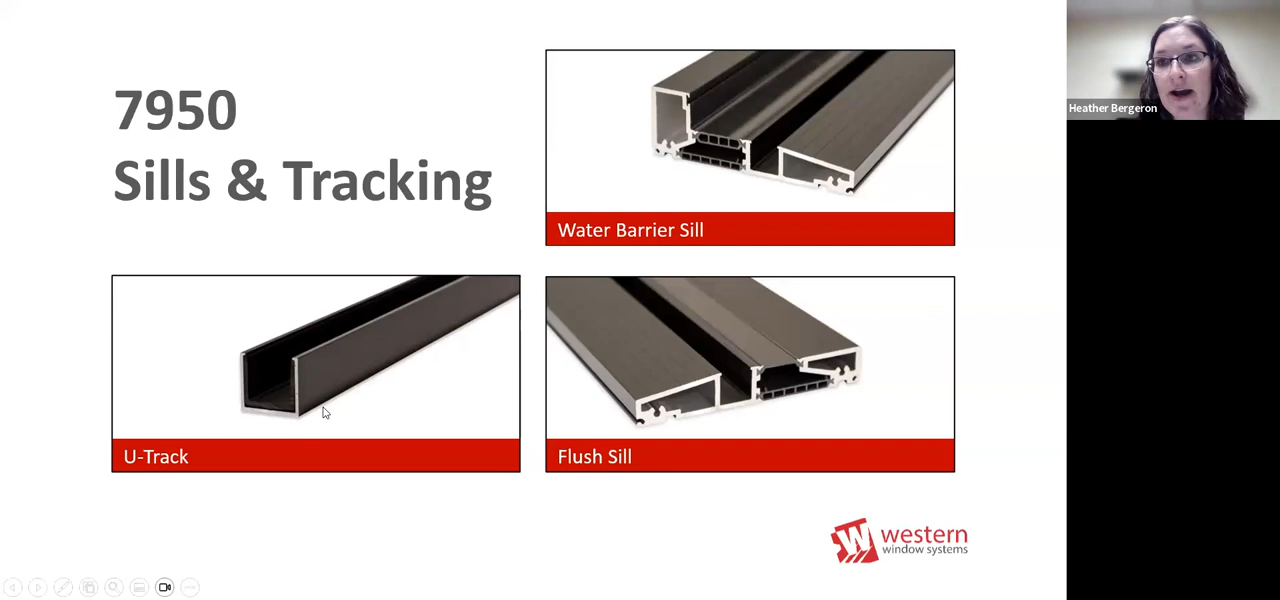 7950
Sills & Tracking
Water Barrier Sill
U-Track
Flush Sill
western
window systems
Heather Bergeron